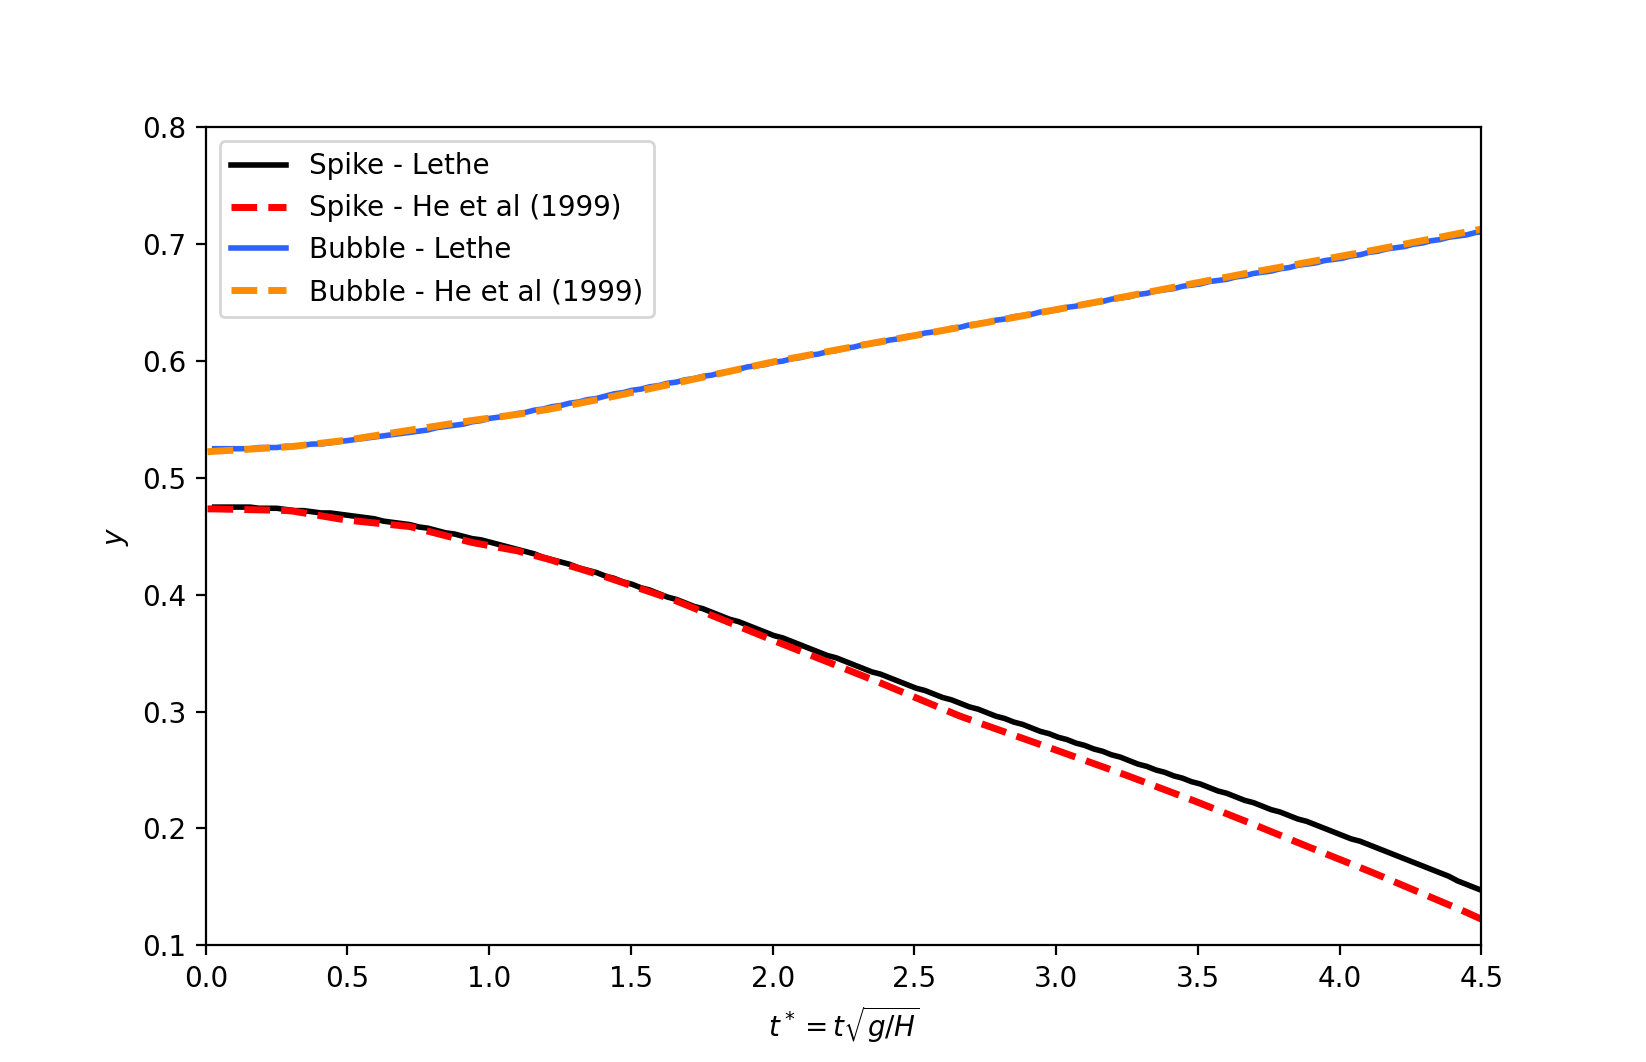 Spike - Lethe
Spike - He et al (1999)
Bubble - Lethe
Bubble - He et al (1999)
0.8
0.7
0.6
0.5
0.4
0.3
0.2
0.1
y
0.0 0.5 1.0 1.5 2.0 2.5 3.0 3.5 4.0 4.5
t* = t√g/H